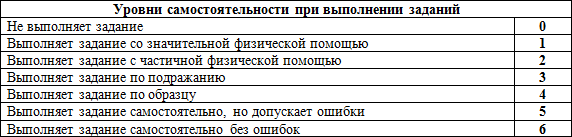 Уровни самостоятельности при выполнении заданий
Не выполняет задание 0
Выполняет задание со значительной физической помощью 1
Выполняет задание с частичной физической помощью 2
Выполняет задание по подражанию 3
Выполняет задание по образцу 4
Выполняет задание самостоятельно, но допускает ошибки 5
Выполняет задание самостоятельно без ошибок 6